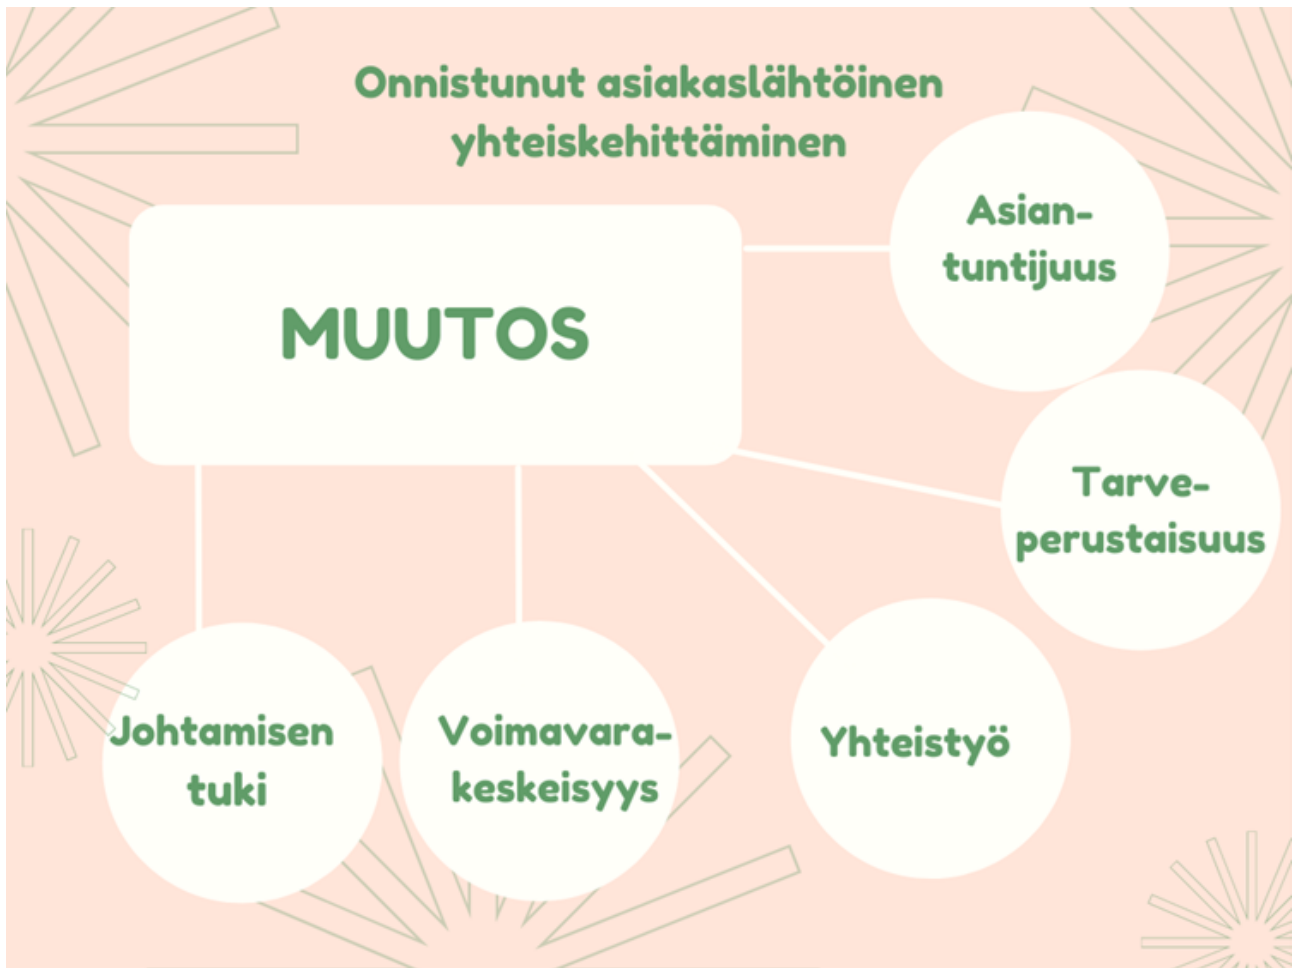 Onnistunut asiakaslähtöinen
yhteiskehittäminen
MUUTOS
Asian-
tuntijuus
Tarve-
perustaisuus
Yhteistyö
Voimavara-
keskeisyys
Johtamisen
tuki